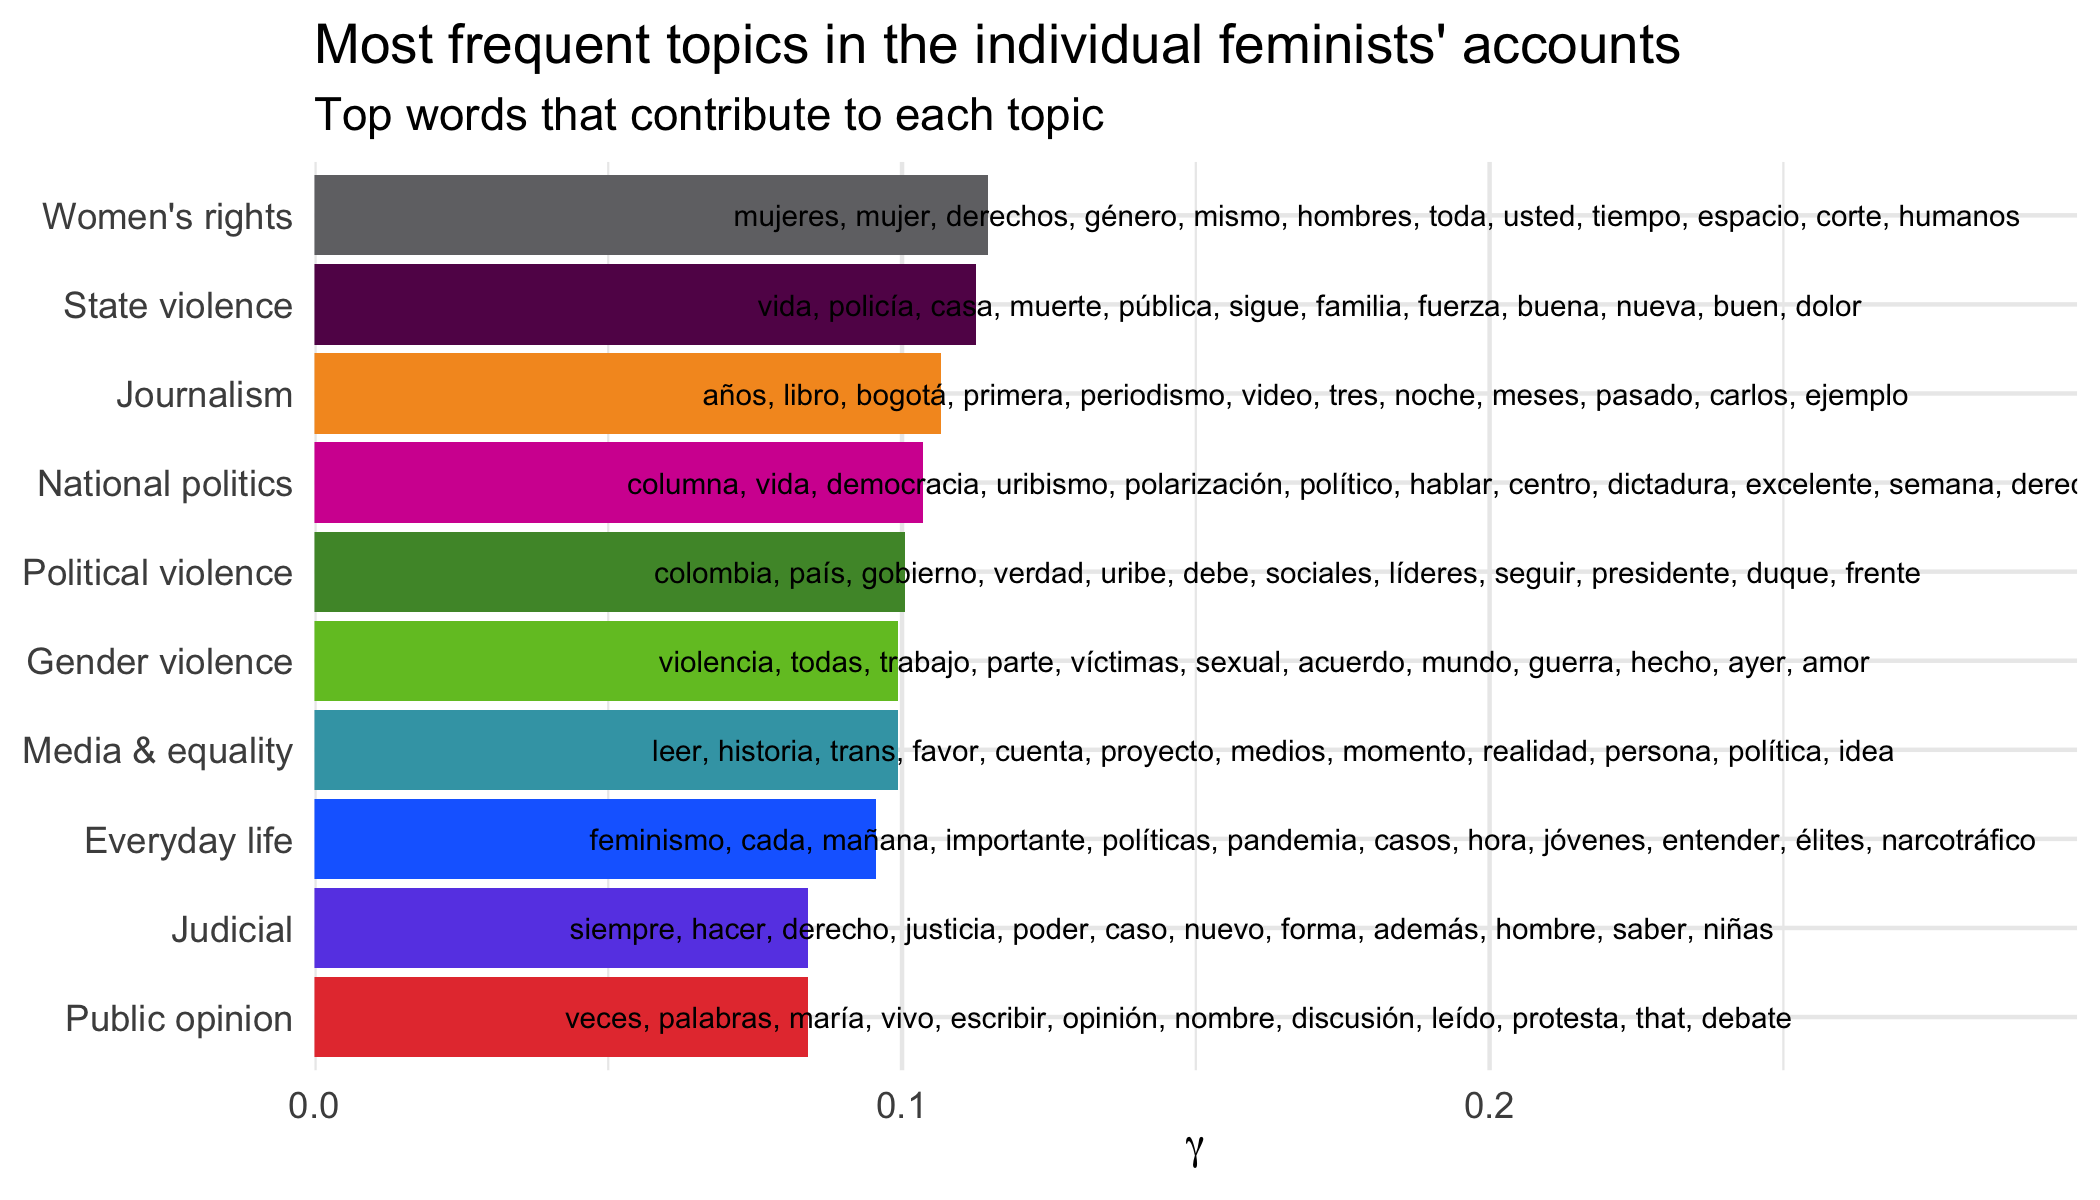 Most frequent topics in the individual feminists' accounts
Top words that contribute to each topic
Women's rights mujeres, mujer, derechos, género, mismo, hombres, toda, usted, tiempo, espacio, corte, humanos
State violence vida, policía, casa, muerte, pública, sigue, familia, fuerza, buena, nueva, buen, dolor
Journalism años, libro, bogotá, primera, periodismo, video, tres, noche, meses, pasado, carlos, ejemplo
National politics columna, vida, democracia, uribismo, polarización, político, hablar, centro, dictadura, excelente, semana,
Political violence colombia, país, gobierno, verdad, uribe, debe, sociales, líderes, seguir, presidente, duque, frente
Gender violence violencia, todas, trabajo, parte, víctimas, sexual, acuerdo, mundo, guerra, hecho, ayer, amor
Media & equality leer, historia, trans, favor, cuenta, proyecto, medios, momento, realidad, persona, política, idea
Everyday life feminismo, cada, mañana, importante, políticas, pandemia, casos, hora, jóvenes, entender, élites, narcotráfico
Judicial siempre, hacer, derecho, justicia, poder, caso, nuevo, forma, además, hombre, saber, niñas
Public opinion veces, palabras, maría, vivo, escribir, opinión, nombre, discusión, leído, protesta, that, debate
0.0 0.1 0.2
γ